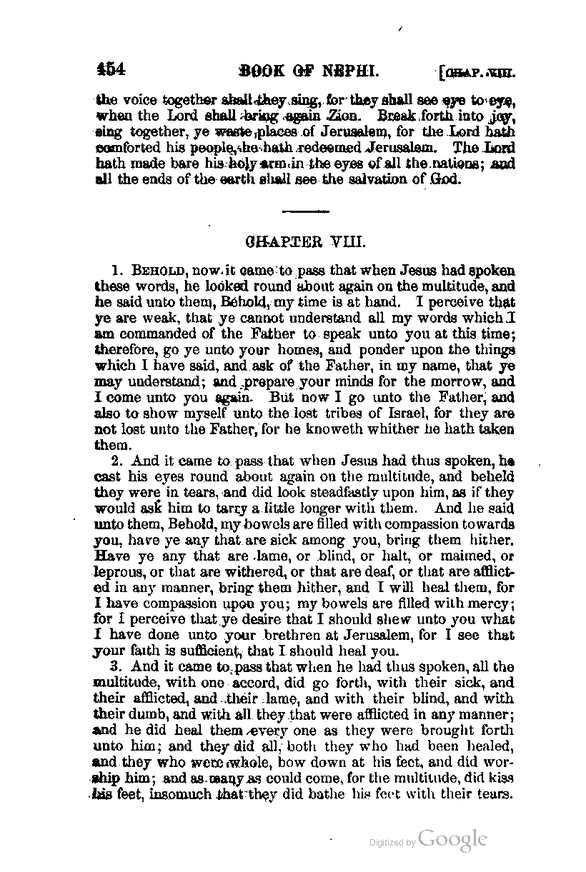 454 BOOK OF NEPHI. [CHAP. VIII.
the voice together shall they sing, for they shall see eye to eye,
when the Lord shall bring again Zion. Break forth into joy,
sing together, ye waste places of Jerusalem, for the Lord hath
comforted his people, he hath redeemed Jerusalem. The Lord
hath made bare his holy arm in the eyes of all the nations; and
all the ends of the earth shall see the salvation of God.
CHAPTER VIII.
1. BEHOLD, now it came to pass that when Jesus had spoken
these words, he looked round about again on the multitude, and
he said unto them, Behold, my time is at hand. I perceive that
ye are weak, that ye cannot understand all my words which I
am commanded of the Father to speak unto you at this time;
therefore, go ye unto your homes, and ponder upon the things
which I have said, and ask of the Father, in my name, that ye
may understand; and prepare your minds for the morrow, and
I come unto you again. But now I go unto the Father, and
also to show myself unto the lost tribes of Israel, for they are
not lost unto the Father, for he knoweth whither he hath taken
them.
2. And it came to pass that when Jesus had thus spoken, he
cast his eyes round about again on the multitude, and beheld
they were in tears, and did look steadfastly upon him, as if they
would ask him to tarry a little longer with them. And he said
unto them, Behold, my bowels are filled with compassion towards
you, have ye any that are sick among you, bring them hither.
Have ye any that are lame, or blind, or halt, or maimed, or
leprous, or that are withered, or that are deaf, or that are afflict-
ed in any manner, bring them hither, and I will heal them, for
I have compassion upon you; my bowels are filled with mercy;
for I perceive that ye desire that I should shew unto you what
I have done unto your brethren at Jerusalem, for I see that
your faith is sufficient, that I should heal you.
3. And it came to pass that when he had thus spoken, all the
multitude, with one accord, did go forth, with their sick, and
their afflicted, and their lame, and with their blind, and with
their dumb, and with all they that were afflicted in any manner;
and he did heal them every one as they were brought forth
unto him; and they did all, both they who had been healed,
and they who were whole, bow down at his feet, and did wor-
ship him; and as many as could come, for the multitude, did kiss
his feet, insomuch that they did bathe his feet with their tears.
Digitized by Google